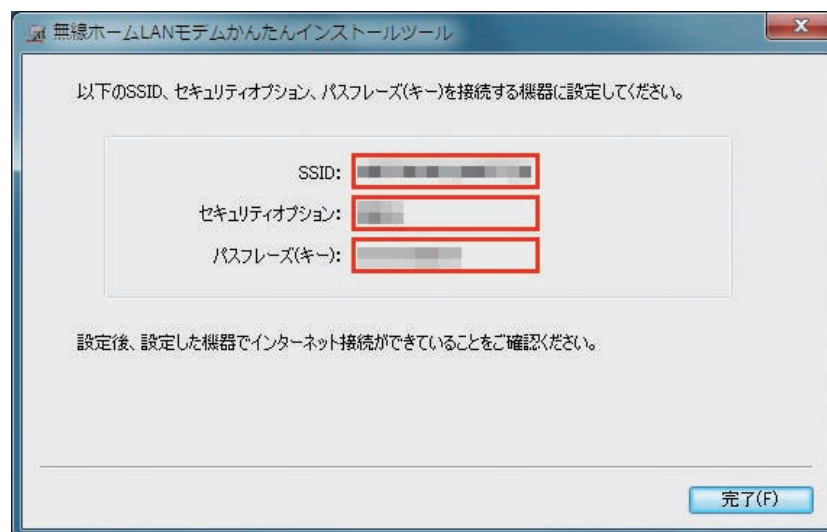 無線ホームLANモデムかんたんインストールツール
以下のSSID、セキュリティオプション、パスフレーズ(キー)を接続する機器に設定してください。
SSID:
セキュリティオプション:
パスフレーズ(キー):
設定後、設定した機器でインターネット接続ができていることをご確認ください。
完了(F)